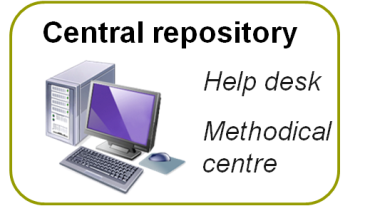 Central repository
Help desk
Methodical
centre